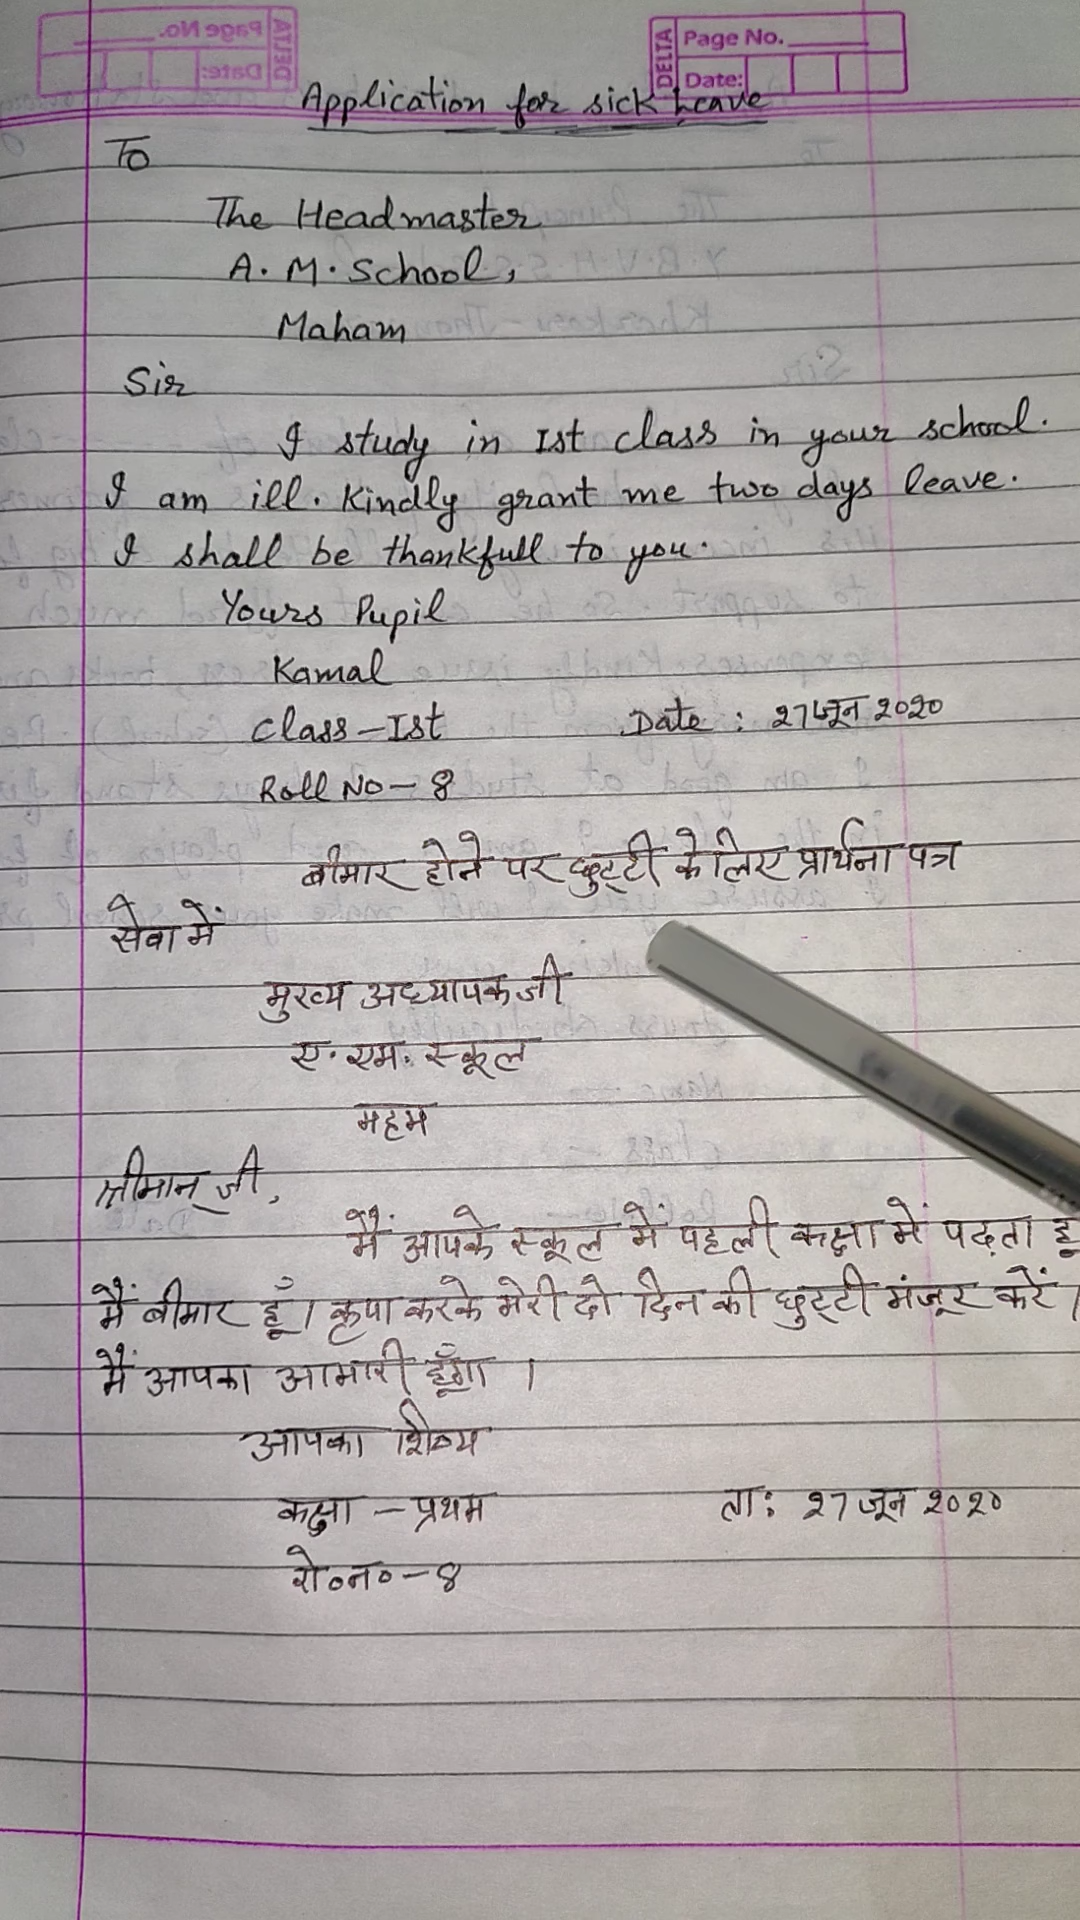 DELTA
Page No.
Date:
Application for sick Leave
To
The Headmaster
A. M. School,
Maham
Sir
I study in Ist class in your school.
I am ill. Kindly grant me two days leave.
I shall be thankfull to you.
Yours Pupil
Kamal
Class - Ist Date : 27 जून 2020
Roll No - 8
बीमार होने पर छुट्टी के लिए प्रार्थना पत्र
सेवा में
मुख्य अध्यापक जी
ए. एम. स्कूल
महम
श्रीमान् जी,
मैं आपके स्कूल में पहली कक्षा में पढ़ता हूँ
मैं बीमार हूँ। कृपा करके मेरी दो दिन की छुट्टी मंजूर करें।
मैं आपका आभारी हूँगा ।
आपका शिष्य
कक्षा - प्रथम ता: 27 जून 2020
रो०न०-8